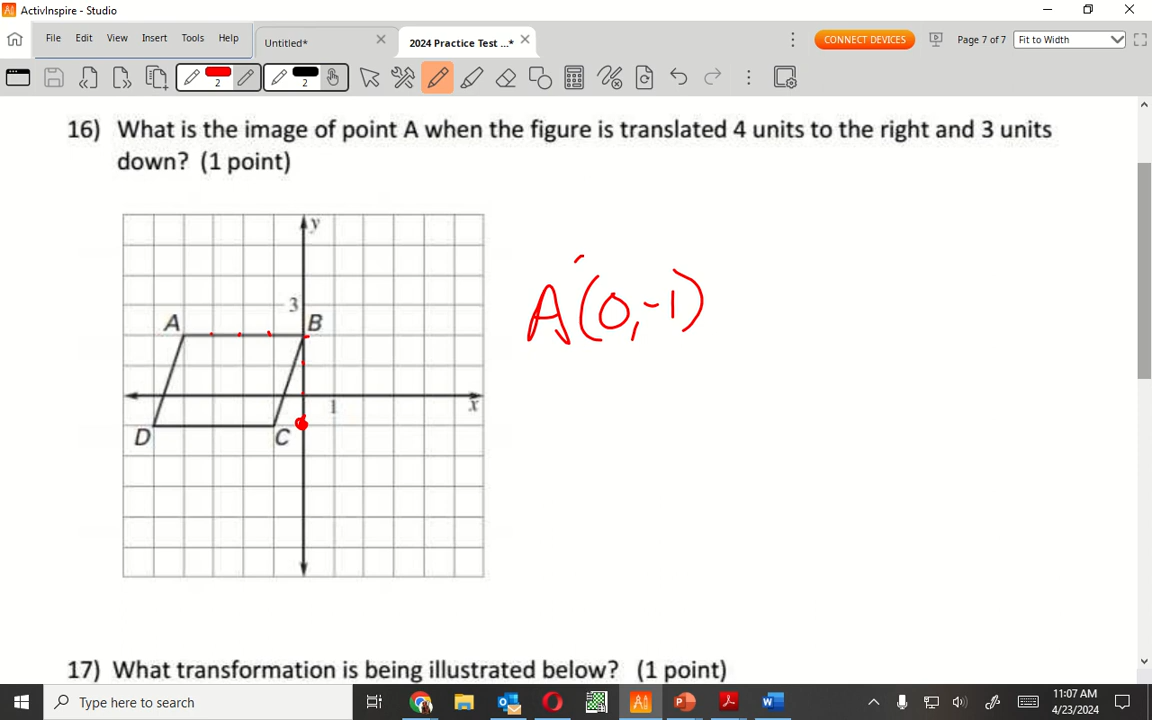 ActivInspire - Studio
File Edit View Insert Tools Help
Untitled*
2024 Practice Test ...*
CONNECT DEVICES
Page 7 of 7
Fit to Width
2
2
16) What is the image of point A when the figure is translated 4 units to the right and 3 units
down? (1 point)
y
3
A
B
1
x
D
C
A'(0,-1)
17) What transformation is being illustrated below? (1 point)
Type here to search
11:07 AM
4/23/2024